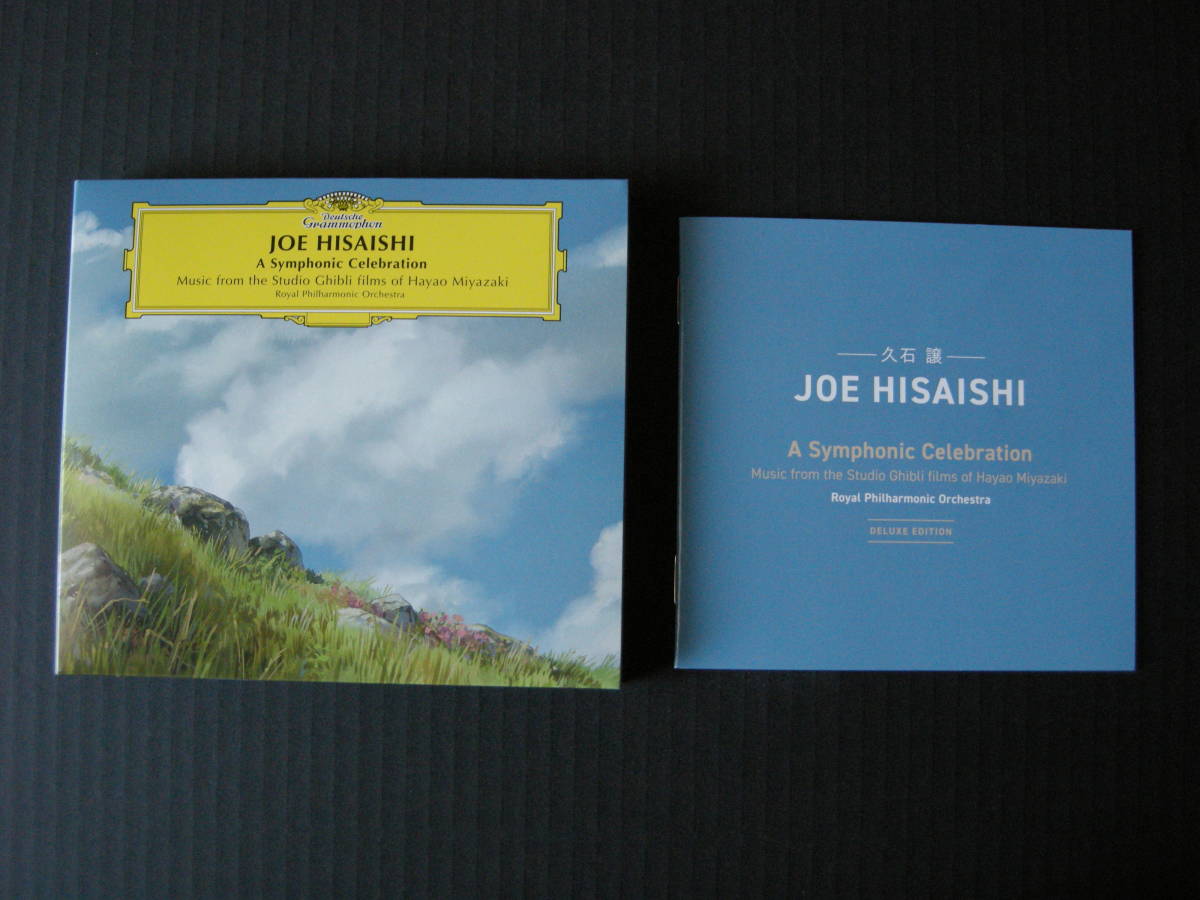 Deutsche
Grammophon
JOE HISAISHI
A Symphonic Celebration
Music from the Studio Ghibli films of Hayao Miyazaki
Royal Philharmonic Orchestra
久石 譲
JOE HISAISHI
A Symphonic Celebration
Music from the Studio Ghibli films of Hayao Miyazaki
Royal Philharmonic Orchestra
DELUXE EDITION